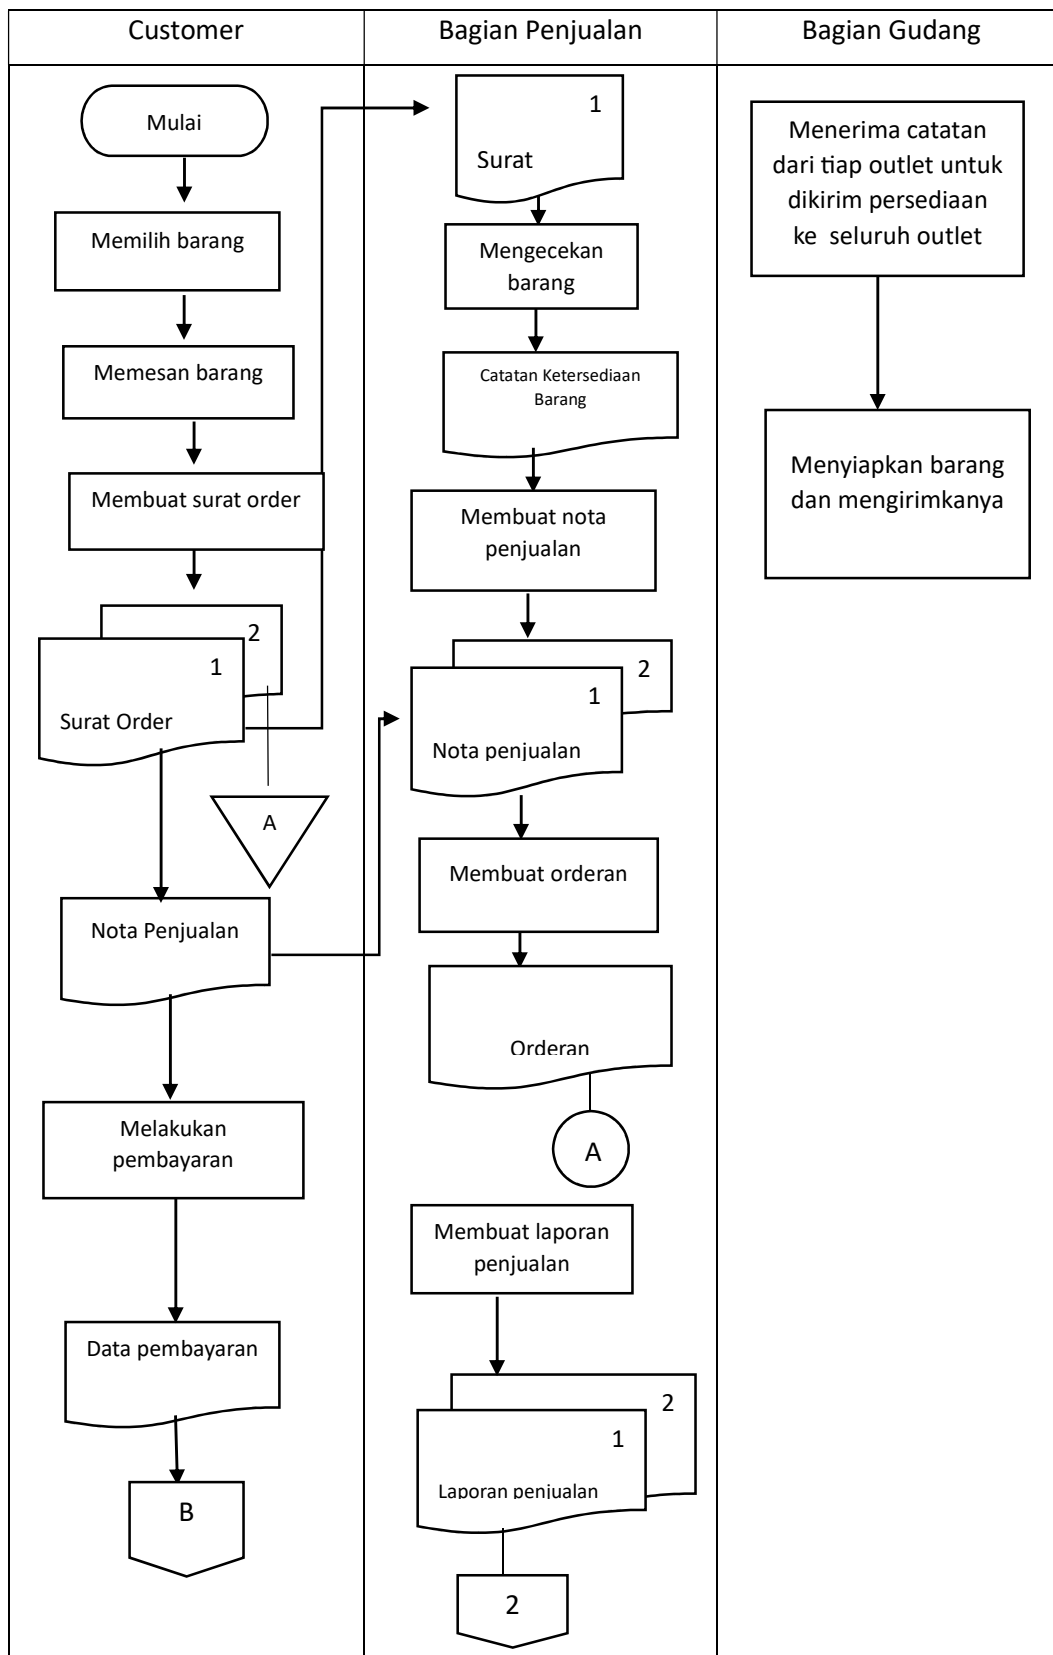 Customer
Bagian Penjualan
Bagian Gudang
Mulai
Memilih barang
Memesan barang
Membuat surat order
2
1
Surat Order
A
Nota Penjualan
Melakukan
pembayaran
Data pembayaran
B
1
Surat
Mengecekan
barang
Catatan Ketersediaan
Barang
Membuat nota
penjualan
2
1
Nota penjualan
Membuat orderan
Orderan
A
Membuat laporan
penjualan
2
1
Laporan penjualan
2
Menerima catatan
dari tiap outlet untuk
dikirim persediaan
ke seluruh outlet
Menyiapkan barang
dan mengirimkanya